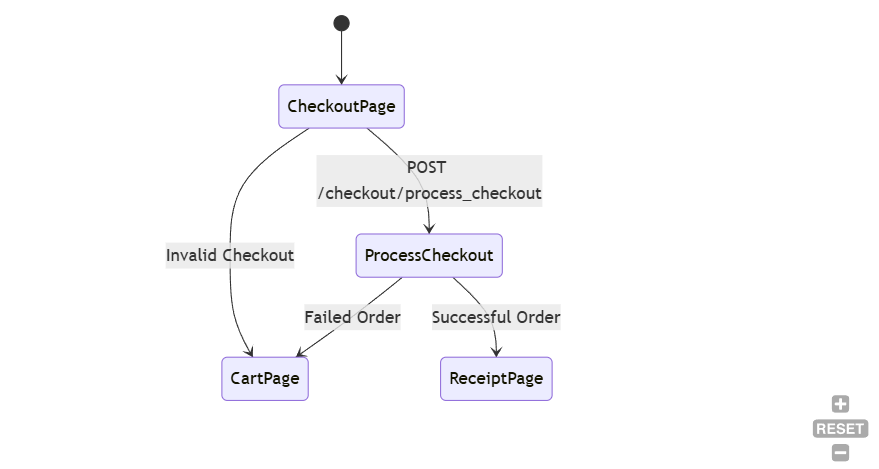 CheckoutPage
POST
/checkout/process_checkout
Invalid Checkout
ProcessCheckout
Failed Order
Successful Order
CartPage
ReceiptPage
RESET